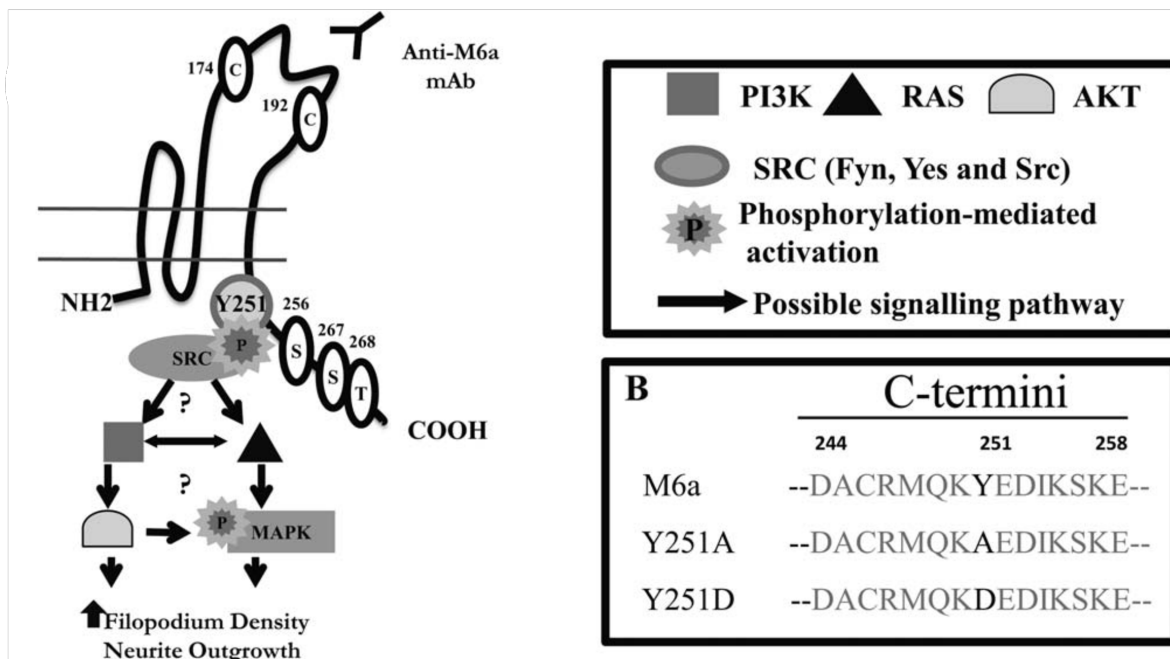 174
C
192
C
Anti-M6a
mAb
NH2
Y251
P
256
S
267
S
268
T
COOH
SRC
?
?
P
MAPK
Filopodium Density
Neurite Outgrowth
PI3K
RAS
AKT
SRC (Fyn, Yes and Src)
P
Phosphorylation-mediated
activation
Possible signalling pathway
B
C-termini
244 251 258
M6a --DACRMQKYEDIKSKE--
Y251A --DACRMQKAEDIKSKE--
Y251D --DACRMQKDEDIKSKE--